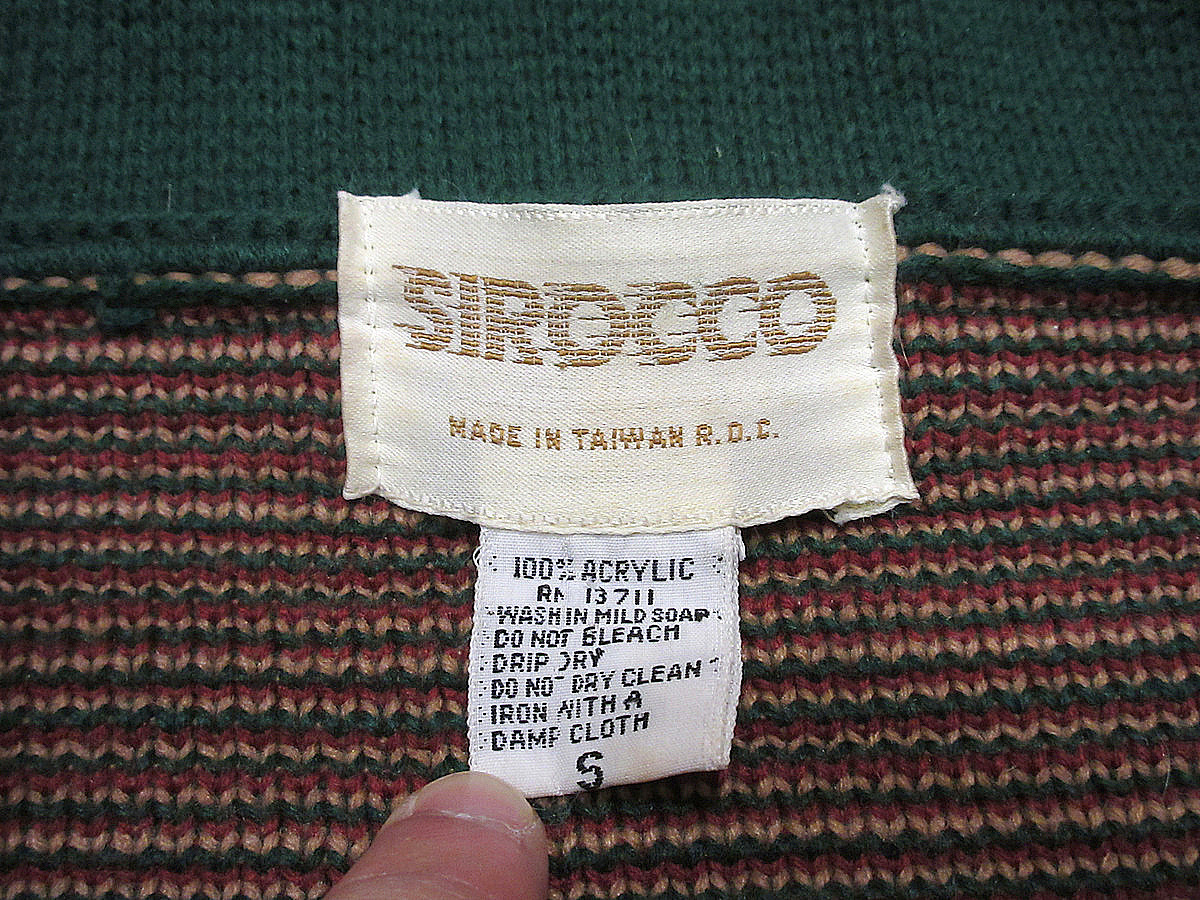 SIROCCO
MADE IN TAIWAN R.O.C.
100% ACRYLIC
RN 13711
WASH IN MILD SOAP
DO NOT BLEACH
DRIP DRY
DO NOT DRY CLEAN
IRON WITH A
DAMP CLOTH
S